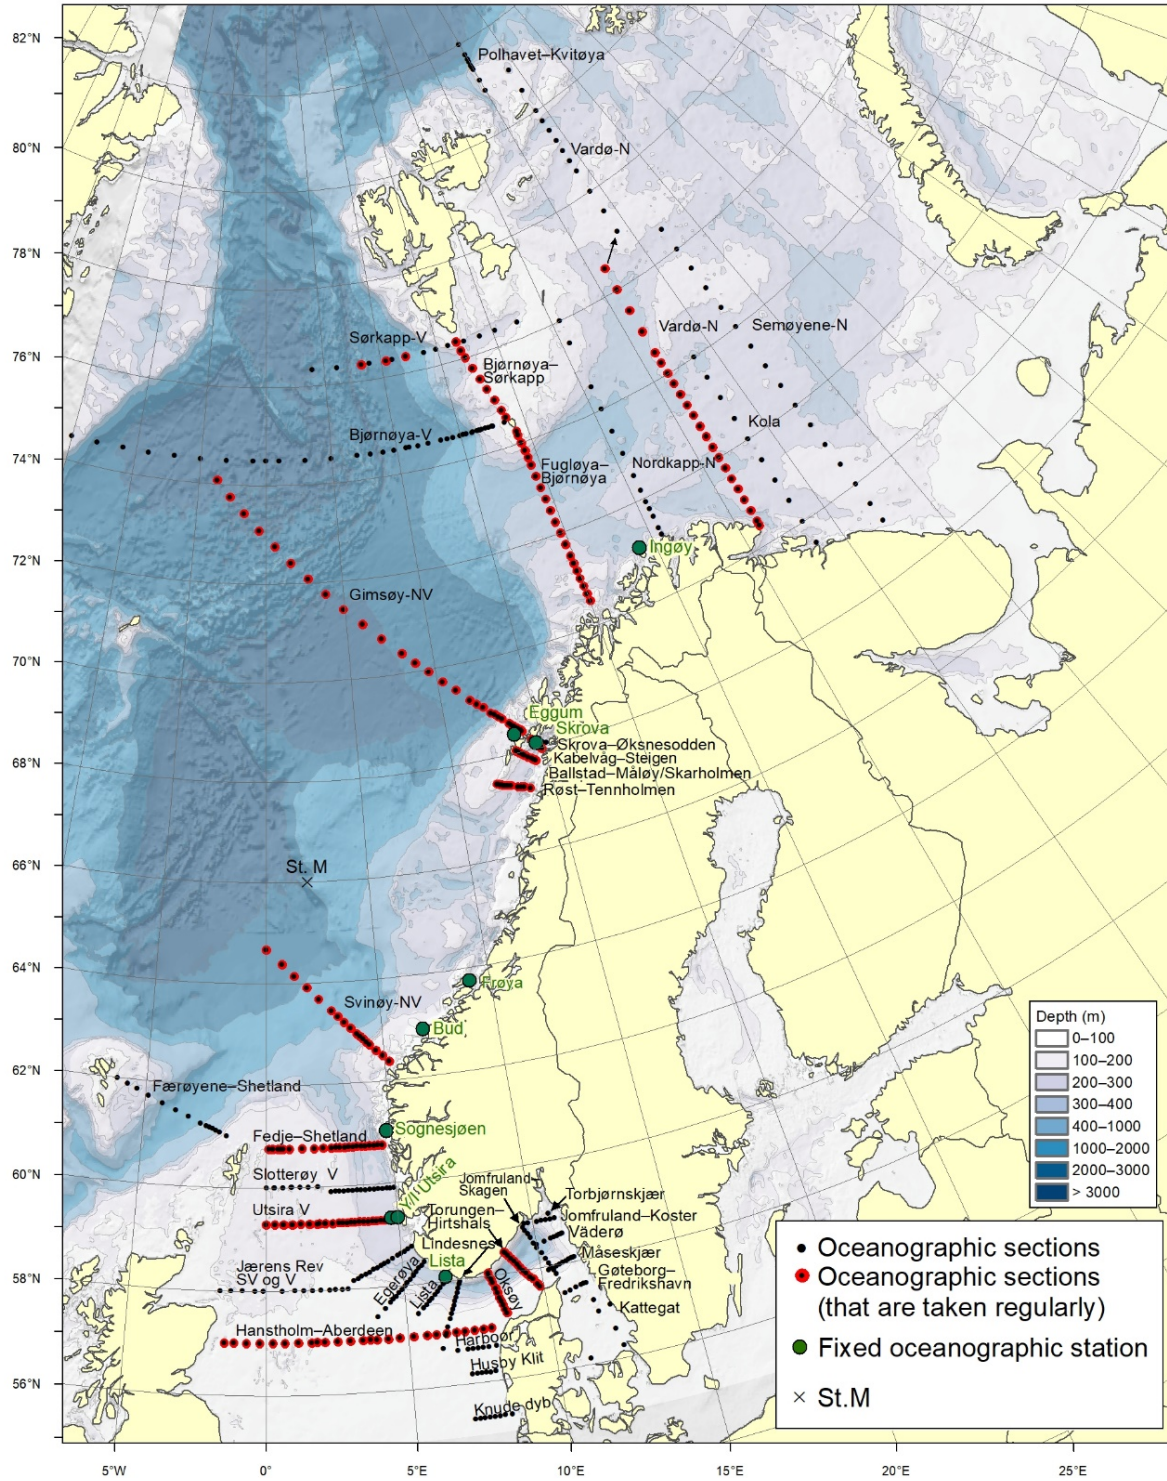 82°N
80°N
78°N
76°N
74°N
72°N
70°N
68°N
66°N
64°N
62°N
60°N
58°N
56°N
5°W
0°
5°E
10°E
15°E
20°E
25°E
Polhavet–Kvitøya
Vardø-N
Sørkapp-V
Bjørnøya–
Sørkapp
Vardø-N
Semøyene-N
Bjørnøya-V
Kola
Fugløya–
Bjørnøya
Nordkapp-N
Ingøy
Gimsøy-NV
Eggum
Skrova
Skrova–Øksnesodden
Kabelvåg–Steigen
Ballstad–Måløy/Skarholmen
Røst–Tennholmen
St. M
Frøya
Svinøy-NV
Bud
Færøyene–Shetland
Sognesjøen
Fedje–Shetland
Slotterøy V
Utsira V
Y/I Utsira
Jomfruland–
Skagen
Torbjørnskjær
Torungen–
Hirtshals
Jomfruland–Koster
Väderø
Lindesnes
Måseskjær
Lista
Jærens Rev
SV og V
Gøteborg–
Fredrikshavn
Egerøya
Lista
Oksøy
Kattegat
Hanstholm–Aberdeen
Harboør
Husby Klit
Knude dyb
Depth (m)
0–100
100–200
200–300
300–400
400–1000
1000–2000
2000–3000
> 3000
Oceanographic sections
Oceanographic sections
(that are taken regularly)
Fixed oceanographic station
St.M